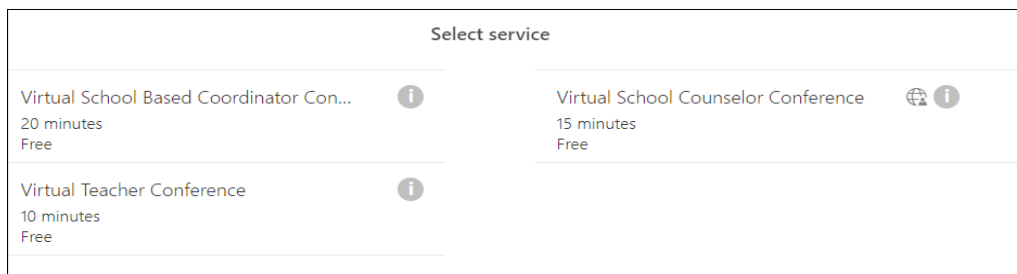 Select service
Virtual School Based Coordinator Con...
20 minutes
Free
Virtual School Counselor Conference
15 minutes
Free
Virtual Teacher Conference
10 minutes
Free